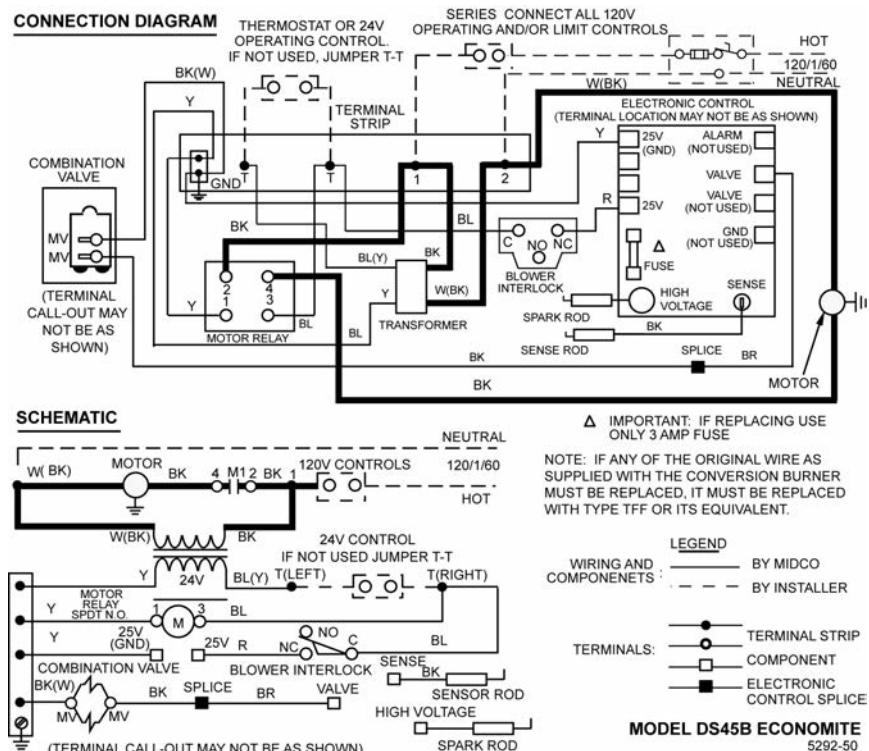 CONNECTION DIAGRAM
THERMOSTAT OR 24V
OPERATING CONTROL.
IF NOT USED, JUMPER T-T
SERIES CONNECT ALL 120V
OPERATING AND/OR LIMIT CONTROLS
HOT
120/1/60
NEUTRAL
BK(W)
Y
W(BK)
TERMINAL
STRIP
ELECTRONIC CONTROL
(TERMINAL LOCATION MAY NOT BE AS SHOWN)
COMBINATION
VALVE
GND
T
T
1
2
Y
25V
(GND)
ALARM
(NOT USED)
VALVE
R
25V
VALVE
(NOT USED)
GND
(NOT USED)
MV
MV
BK
BL
C
NO
NC
BLOWER
INTERLOCK
FUSE
BL(Y)
BK
2
4
1
3
Y
BL
Y
W(BK)
BL
MOTOR RELAY
TRANSFORMER
SPARK ROD
HIGH
VOLTAGE
SENSE
SENSE ROD
BK
(TERMINAL
CALL-OUT MAY
NOT BE AS
SHOWN)
BK
SPLICE
BR
BK
MOTOR
SCHEMATIC
Δ IMPORTANT: IF REPLACING USE
ONLY 3 AMP FUSE
NOTE: IF ANY OF THE ORIGINAL WIRE AS
SUPPLIED WITH THE CONVERSION BURNER
MUST BE REPLACED, IT MUST BE REPLACED
WITH TYPE TFF OR ITS EQUIVALENT.
NEUTRAL
W( BK)
MOTOR
BK
4
M1
2
BK
1
120V CONTROLS
120/1/60
HOT
W(BK)
BK
24V CONTROL
IF NOT USED JUMPER T-T
Y
24V
BL(Y)
T(LEFT)
T(RIGHT)
MOTOR
RELAY
SPDT N.O.
Y
1
M
3
BL
Y
25V
(GND)
25V
R
NC
NO
C
BL
BLOWER INTERLOCK
COMBINATION VALVE
BK(W)
MV
MV
BK
SPLICE
BR
VALVE
SENSE
BK
SENSOR ROD
HIGH VOLTAGE
SPARK ROD
(TERMINAL CALL-OUT MAY NOT BE AS SHOWN)
LEGEND
WIRING AND
COMPONENETS :
BY MIDCO
BY INSTALLER
TERMINALS:
TERMINAL STRIP
COMPONENT
ELECTRONIC
CONTROL SPLICE
MODEL DS45B ECONOMITE
5292-50